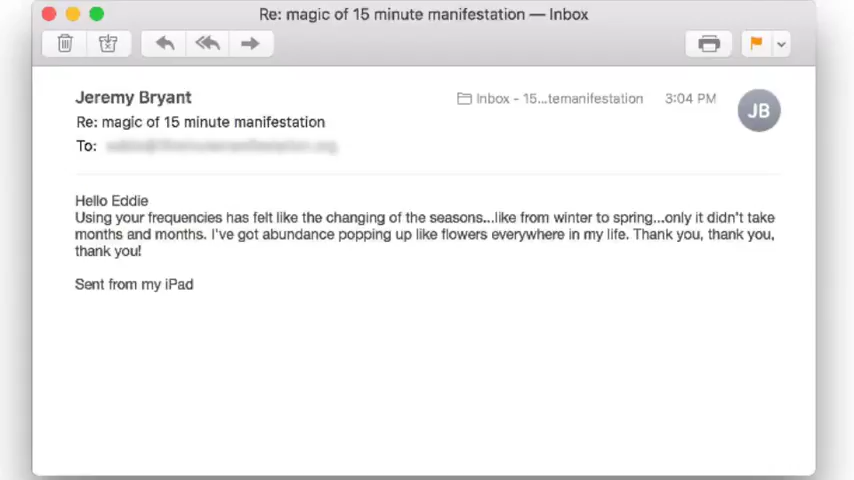 Re: magic of 15 minute manifestation — Inbox
Jeremy Bryant
Inbox - 15...temanifestation 3:04 PM
JB
Re: magic of 15 minute manifestation
To:
Hello Eddie
Using your frequencies has felt like the changing of the seasons...like from winter to spring...only it didn't take
months and months. I've got abundance popping up like flowers everywhere in my life. Thank you, thank you,
thank you!
Sent from my iPad